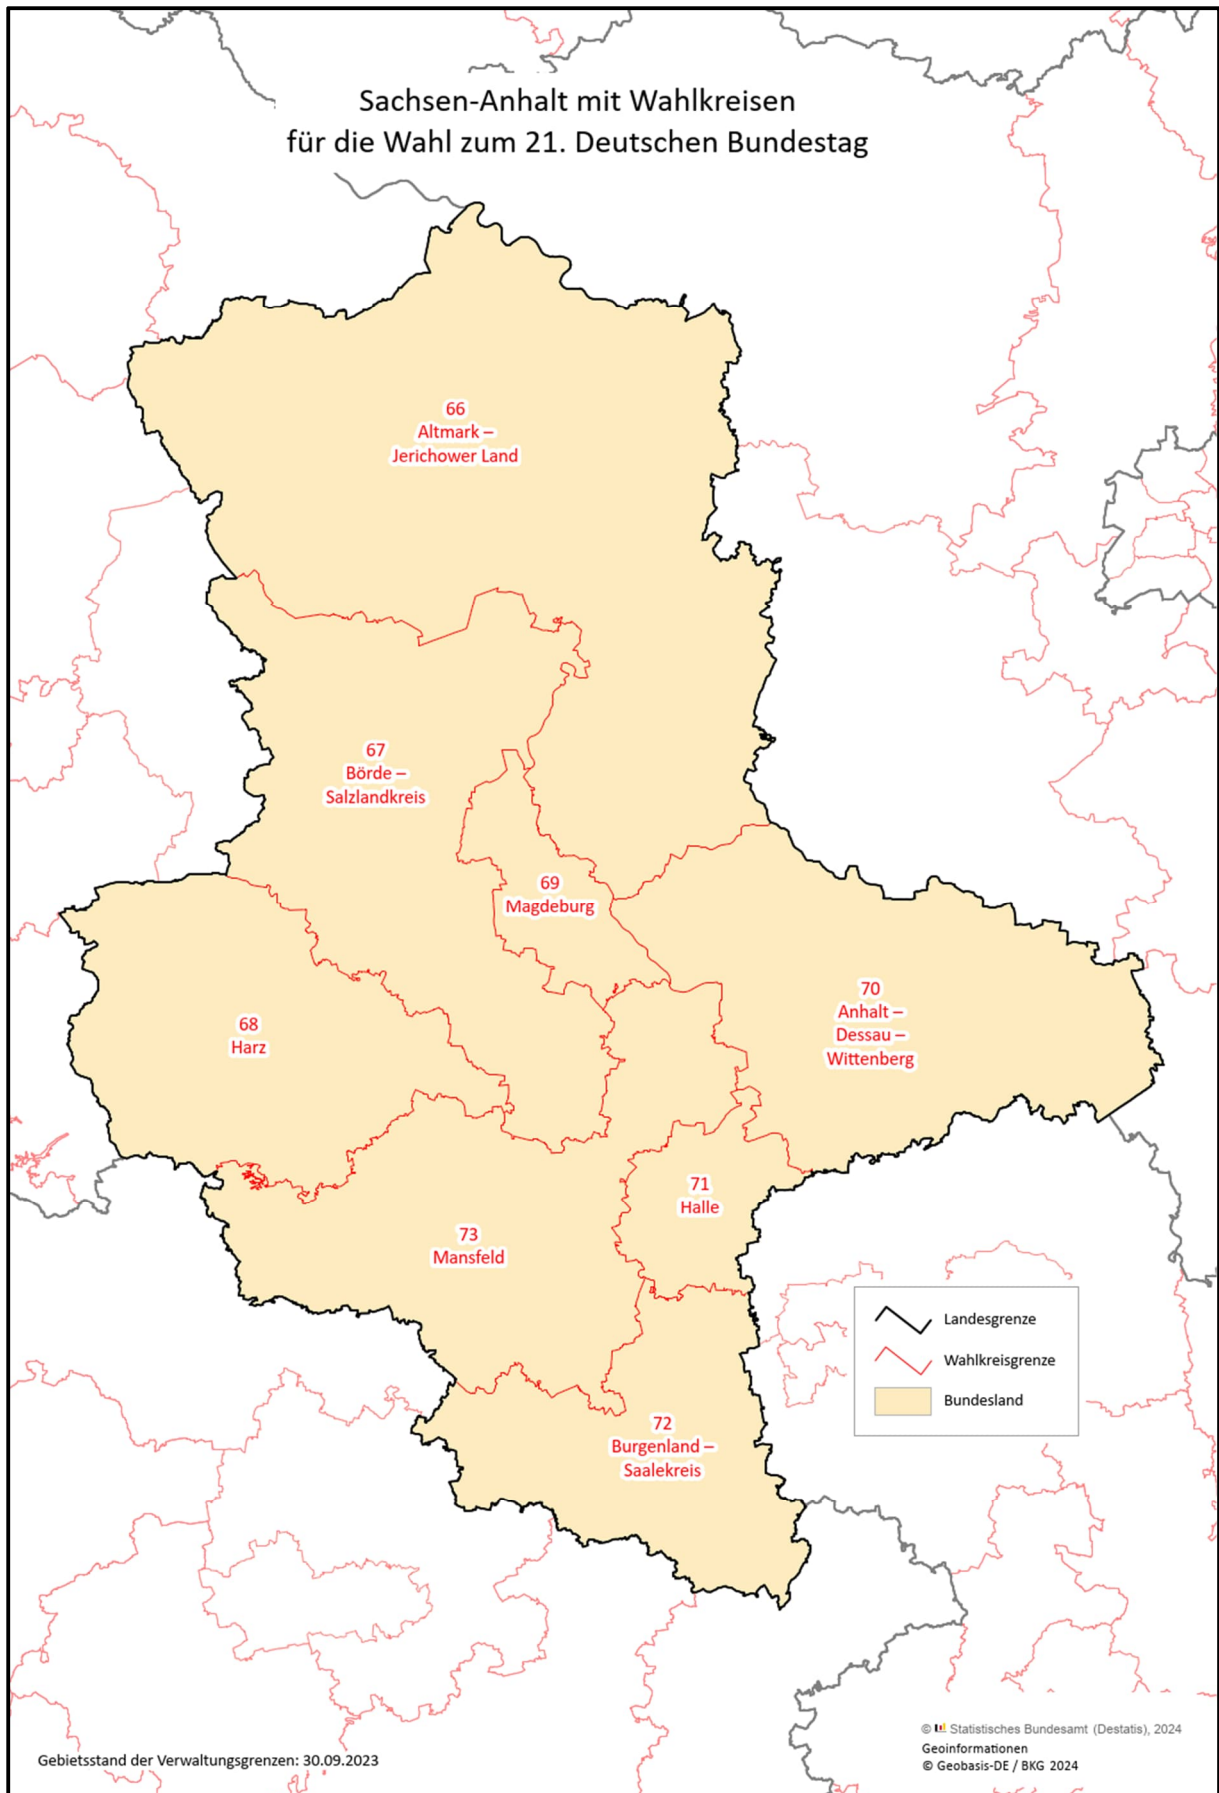 Sachsen-Anhalt mit Wahlkreisen
für die Wahl zum 21. Deutschen Bundestag
66
Altmark –
Jerichower Land
67
Börde –
Salzlandkreis
69
Magdeburg
70
Anhalt –
Dessau –
Wittenberg
68
Harz
71
Halle
73
Mansfeld
72
Burgenland –
Saalekreis
Landesgrenze
Wahlkreisgrenze
Bundesland
© Statistisches Bundesamt (Destatis), 2024
Geoinformationen
© Geobasis-DE / BKG 2024
Gebietsstand der Verwaltungsgrenzen: 30.09.2023